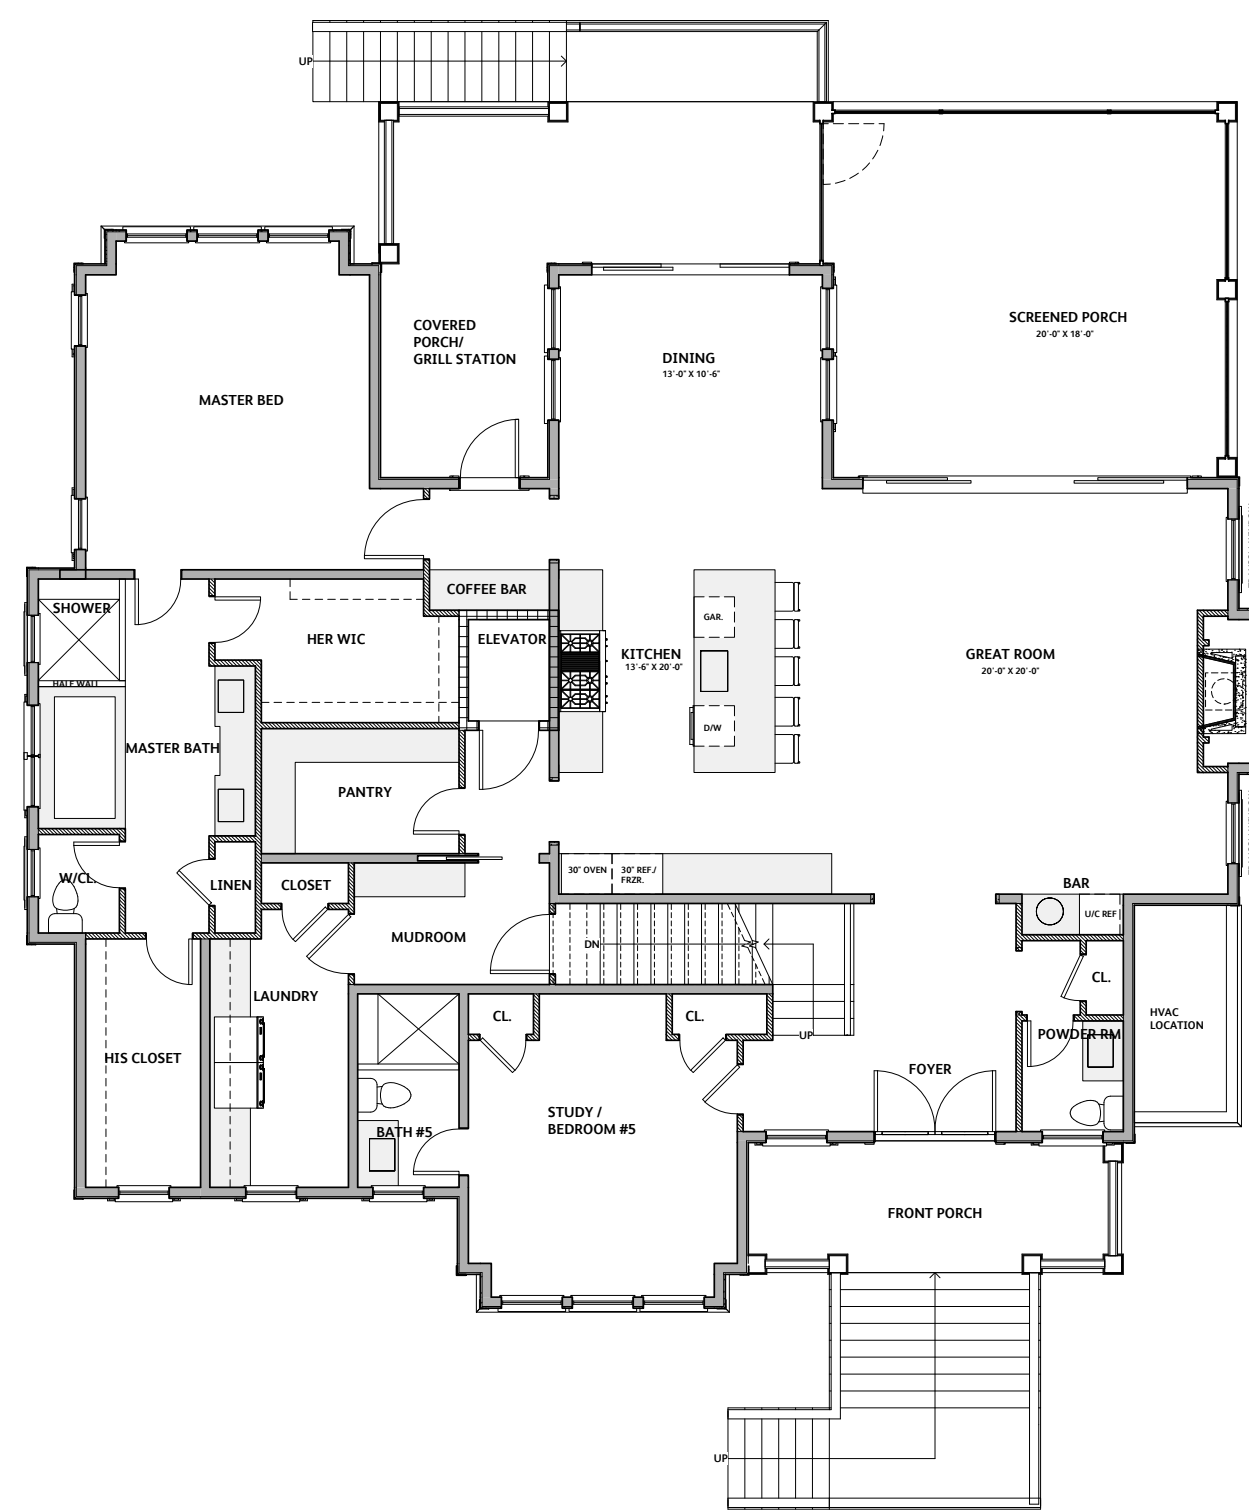 UP
COVERED
PORCH/
GRILL STATION
SCREENED PORCH
20'-0" X 18'-0"
DINING
13'-0" X 10'-6"
MASTER BED
COFFEE BAR
SHOWER
HER WIC
ELEVATOR
GAR.
KITCHEN
13'-6" X 20'-0"
GREAT ROOM
20'-0" X 20'-0"
HALF WALL
D/W
MASTER BATH
PANTRY
30" OVEN
30" REF./
FRZR.
W/CL.
LINEN
CLOSET
BAR
U/C REF
MUDROOM
DN
LAUNDRY
CL.
CL.
CL.
HVAC
LOCATION
UP
POWDER RM
HIS CLOSET
FOYER
STUDY /
BEDROOM #5
BATH #5
FRONT PORCH
UP